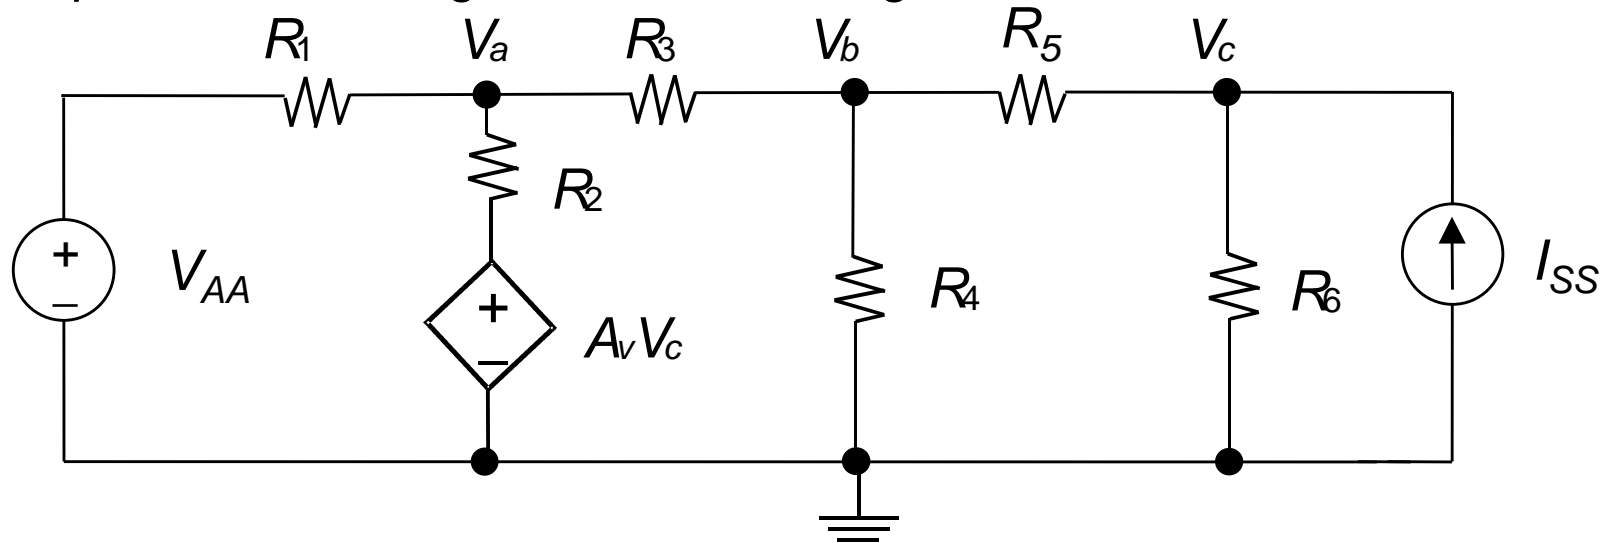 R1 Va R3 Vb R5 Vc
R2
+ VAA
−
+
− AvVc
R4
R6
ISS